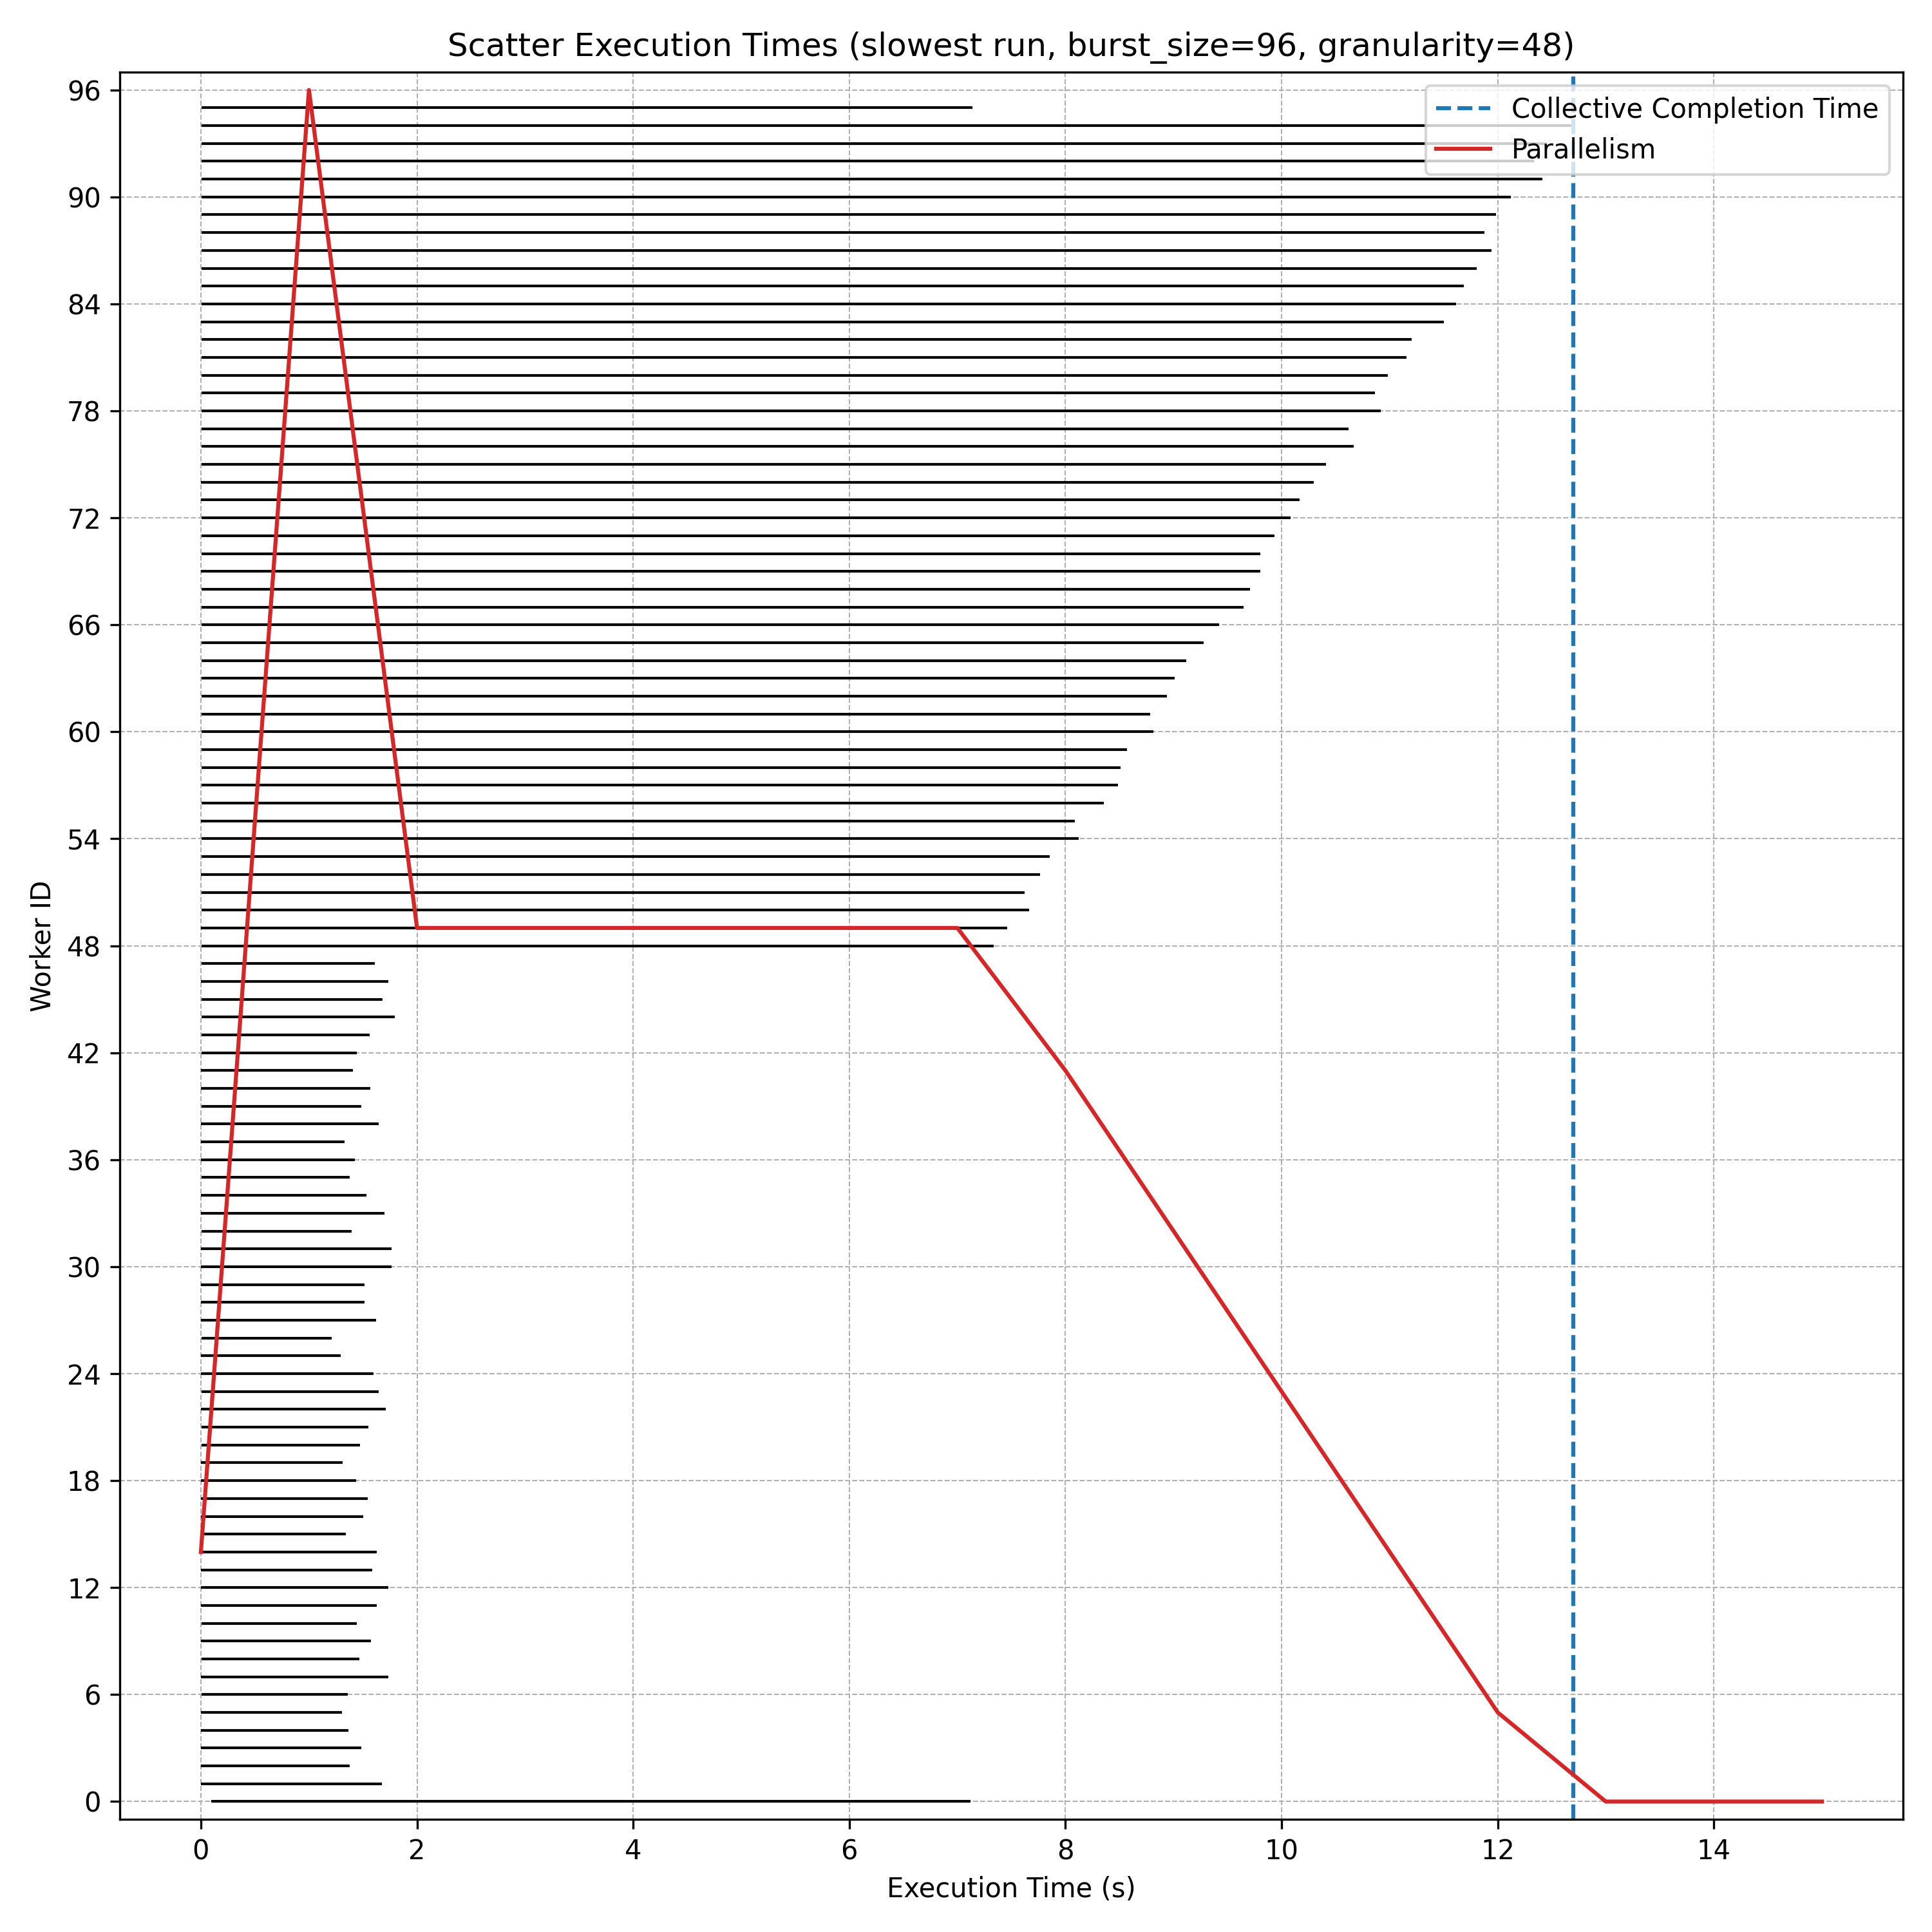 Scatter Execution Times (slowest run, burst_size=96, granularity=48)
Collective Completion Time
Parallelism
Worker ID
96
90
84
78
72
66
60
54
48
42
36
30
24
18
12
6
0
0 2 4 6 8 10 12 14
Execution Time (s)